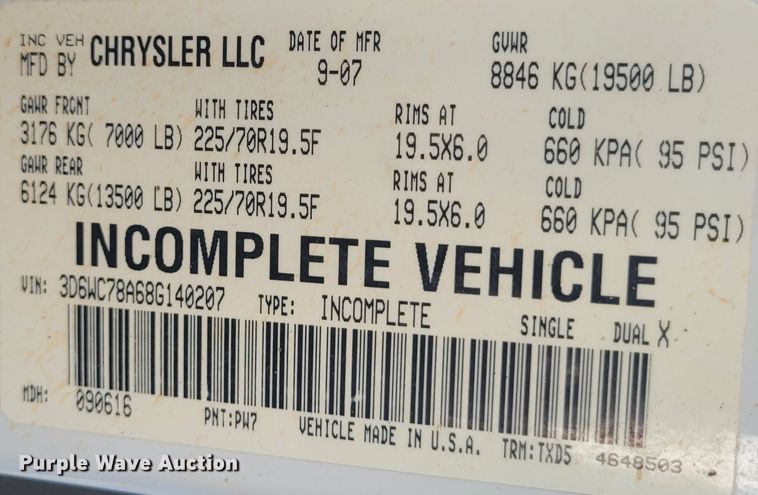 INC VEH MFD BY CHRYSLER LLC DATE OF MFR 9-07 GVWR 8846 KG(19500 LB)
GAWR FRONT WITH TIRES RIMS AT COLD
3176 KG( 7000 LB) 225/70R19.5F 19.5X6.0 660 KPA( 95 PSI)
GAWR REAR WITH TIRES RIMS AT COLD
6124 KG(13500 LB) 225/70R19.5F 19.5X6.0 660 KPA( 95 PSI)
INCOMPLETE VEHICLE
VIN: 3D6WC78A68G140207 TYPE: INCOMPLETE SINGLE DUAL X
MDH: 090616 PNT:PW7 VEHICLE MADE IN U.S.A. TRM:TXD5 4648503
Purple Wave Auction